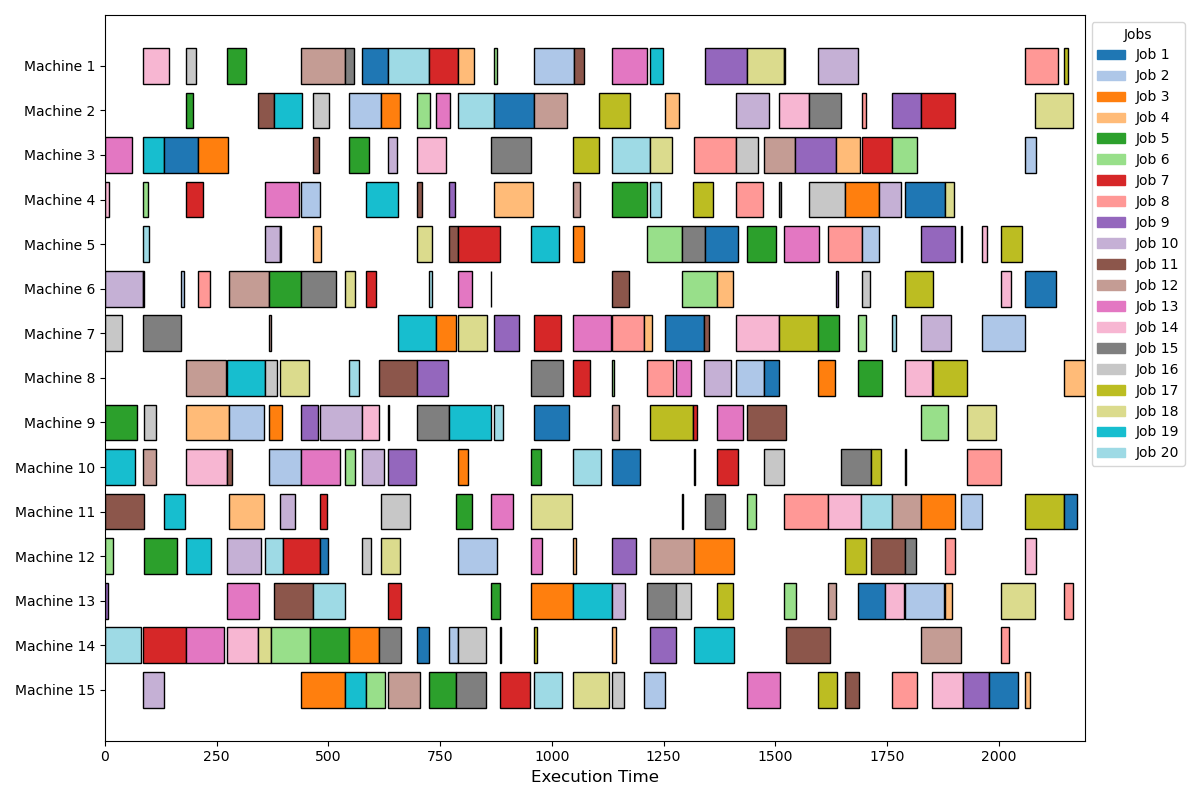 Machine 1
Machine 2
Machine 3
Machine 4
Machine 5
Machine 6
Machine 7
Machine 8
Machine 9
Machine 10
Machine 11
Machine 12
Machine 13
Machine 14
Machine 15
0 250 500 750 1000 1250 1500 1750 2000
Execution Time
Jobs
Job 1
Job 2
Job 3
Job 4
Job 5
Job 6
Job 7
Job 8
Job 9
Job 10
Job 11
Job 12
Job 13
Job 14
Job 15
Job 16
Job 17
Job 18
Job 19
Job 20